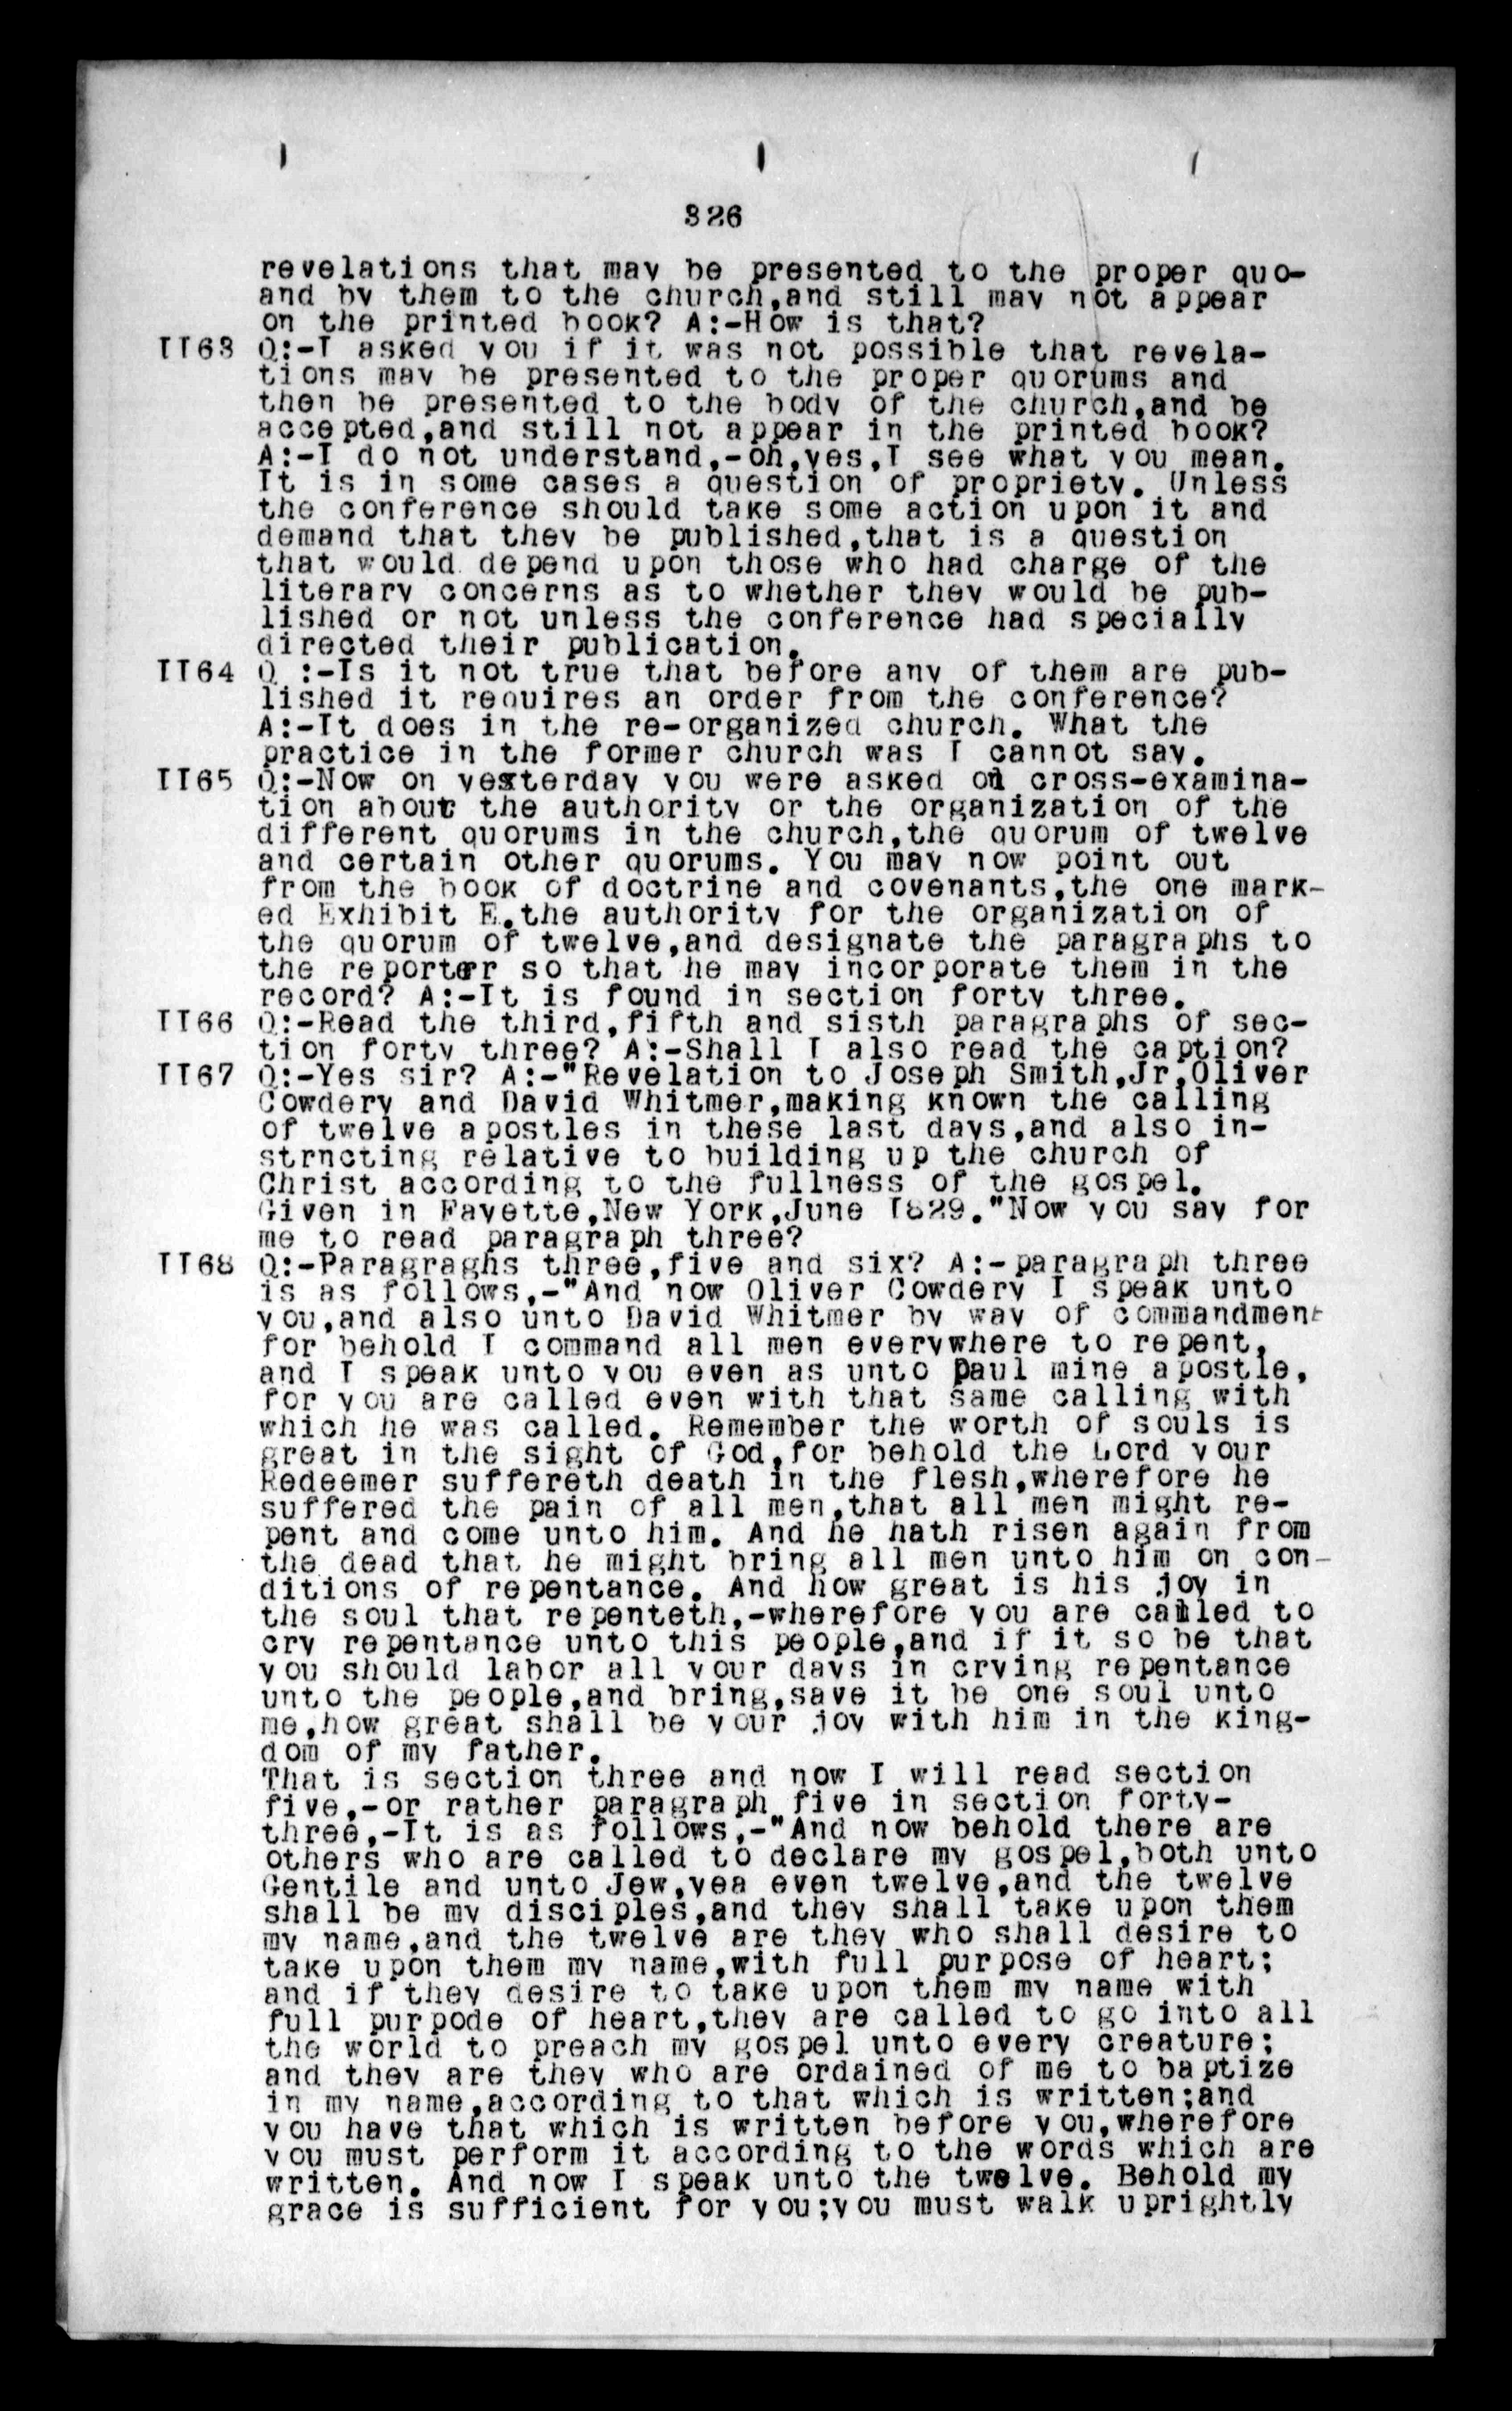 326
revelations that may be presented to the proper quo-
and by them to the church,and still may not appear
on the printed book? A:-How is that?
1163 Q:-I asked you if it was not possible that revela-
tions may be presented to the proper quorums and
then be presented to the body of the church,and be
accepted,and still not appear in the printed book?
A:-I do not understand,-oh,yes,I see what you mean.
It is in some cases a question of propriety. Unless
the conference should take some action upon it and
demand that they be published,that is a question
that would depend upon those who had charge of the
literary concerns as to whether they would be pub-
lished or not unless the conference had specially
directed their publication.
1164 Q :-Is it not true that before any of them are pub-
lished it requires an order from the conference?
A:-It does in the re-organized church. What the
practice in the former church was I cannot say.
1165 Q:-Now on yesterday you were asked on cross-examina-
tion about the authority or the organization of the
different quorums in the church,the quorum of twelve
and certain other quorums. You may now point out
from the book of doctrine and covenants,the one mark-
ed Exhibit E.the authority for the organization of
the quorum of twelve,and designate the paragraphs to
the reporter so that he may incorporate them in the
record? A:-It is found in section forty three.
1166 Q:-Read the third,fifth and sisth paragraphs of sec-
tion forty three? A:-Shall I also read the caption?
1167 Q:-Yes sir? A:-"Revelation to Joseph Smith,Jr,Oliver
Cowdery and David Whitmer,making known the calling
of twelve apostles in these last days,and also in-
strncting relative to building up the church of
Christ according to the fullness of the gospel.
Given in Fayette,New York,June 1829."Now you say for
me to read paragraph three?
1168 Q:-Paragraghs three,five and six? A:-paragraph three
is as follows,-"And now Oliver Cowdery I speak unto
you,and also unto David Whitmer by way of commandment
for behold I command all men everywhere to repent,
and I speak unto you even as unto Paul mine apostle,
for you are called even with that same calling with
which he was called. Remember the worth of souls is
great in the sight of God,for behold the Lord your
Redeemer suffereth death in the flesh,wherefore he
suffered the pain of all men,that all men might re-
pent and come unto him. And he hath risen again from
the dead that he might bring all men unto him on con-
ditions of repentance. And how great is his joy in
the soul that repenteth,-wherefore you are called to
cry repentance unto this people,and if it so be that
you should labor all your days in crying repentance
unto the people,and bring,save it be one soul unto
me,how great shall be your joy with him in the king-
dom of my father.
That is section three and now I will read section
five,-or rather paragraph five in section forty-
three,-It is as follows,-"And now behold there are
others who are called to declare my gospel,both unto
Gentile and unto Jew,yea even twelve,and the twelve
shall be my disciples,and they shall take upon them
my name,and the twelve are they who shall desire to
take upon them my name,with full purpose of heart;
and if they desire to take upon them my name with
full purpode of heart,they are called to go into all
the world to preach my gospel unto every creature;
and they are they who are ordained of me to baptize
in my name,according to that which is written;and
you have that which is written before you,wherefore
you must perform it according to the words which are
written. And now I speak unto the twelve. Behold my
grace is sufficient for you;you must walk uprightly